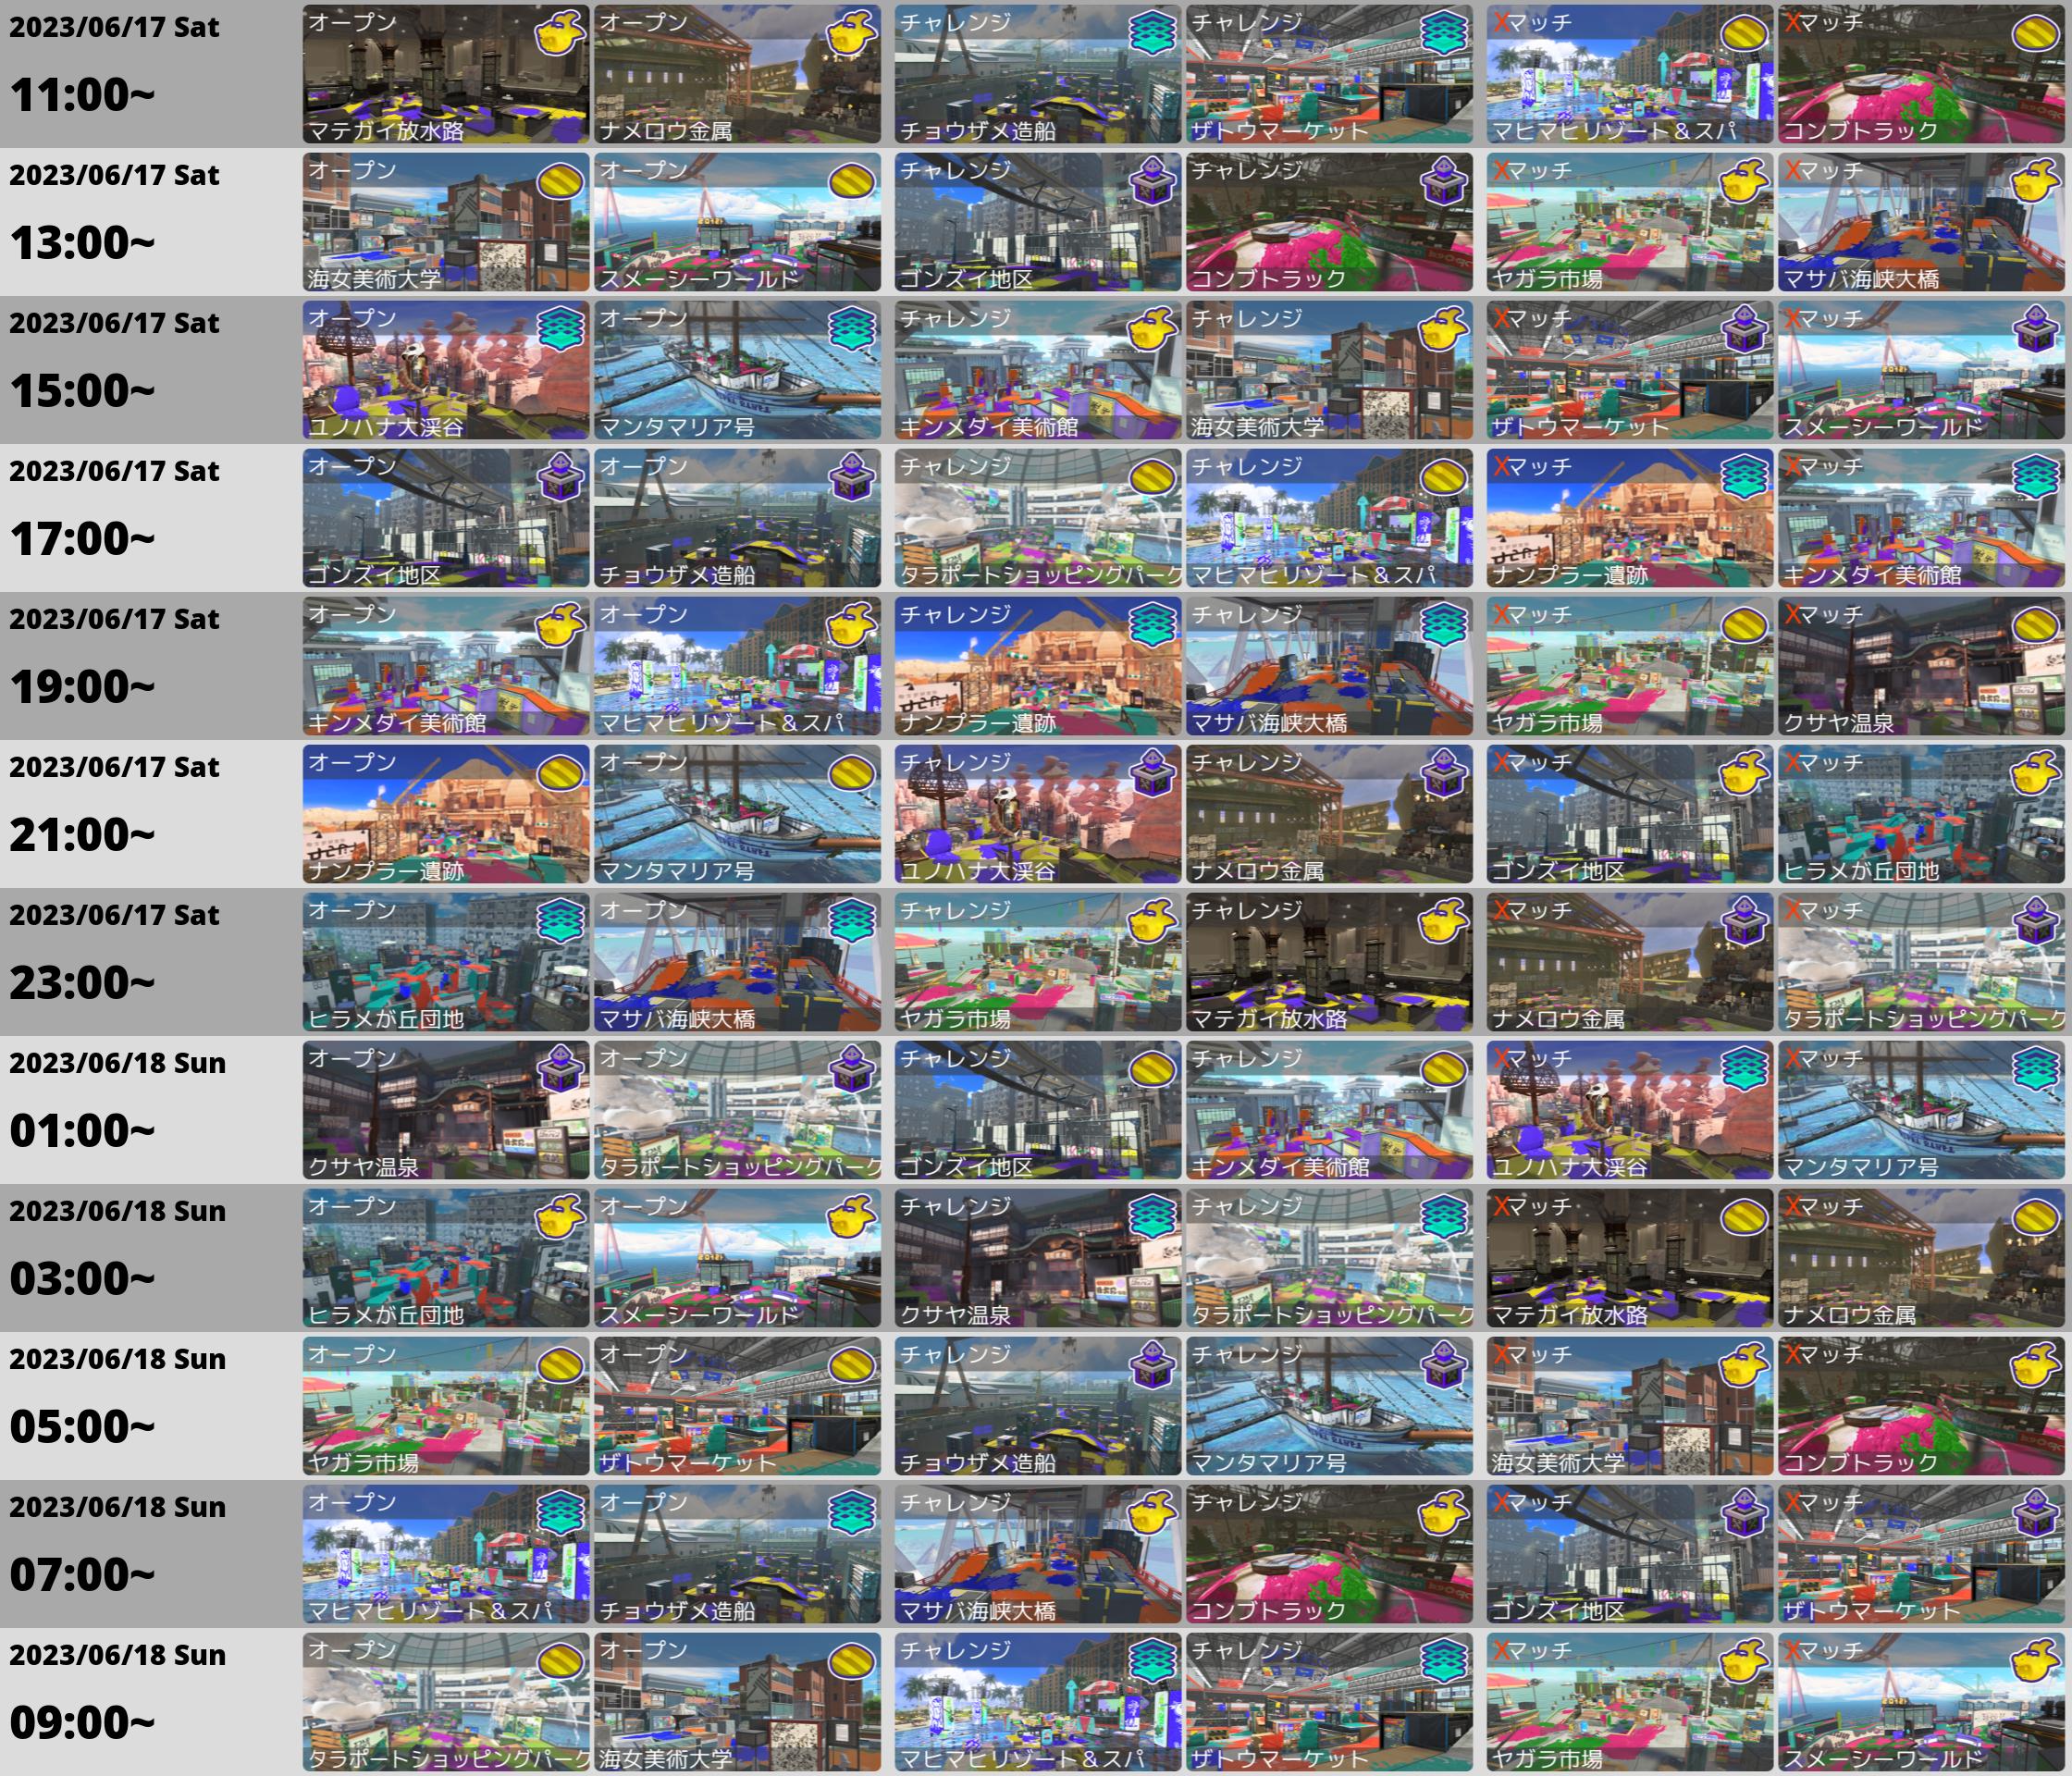 2023/06/17 Sat
11:00~
オープン
マテガイ放水路
オープン
ナメロウ金属
チャレンジ
チョウザメ造船
チャレンジ
ザトウマーケット
Xマッチ
マヒマヒリゾート＆スパ
Xマッチ
コンブトラック
2023/06/17 Sat
13:00~
オープン
海女美術大学
オープン
スメーシーワールド
チャレンジ
ゴンズイ地区
チャレンジ
コンブトラック
Xマッチ
ヤガラ市場
Xマッチ
マサバ海峡大橋
2023/06/17 Sat
15:00~
オープン
ユノハナ大渓谷
オープン
マンタマリア号
チャレンジ
キンメダイ美術館
チャレンジ
海女美術大学
Xマッチ
ザトウマーケット
Xマッチ
スメーシーワールド
2023/06/17 Sat
17:00~
オープン
ゴンズイ地区
オープン
チョウザメ造船
チャレンジ
タラポートショッピングパーク
チャレンジ
マヒマヒリゾート＆スパ
Xマッチ
ナンプラー遺跡
Xマッチ
キンメダイ美術館
2023/06/17 Sat
19:00~
オープン
キンメダイ美術館
オープン
マヒマヒリゾート＆スパ
チャレンジ
ナンプラー遺跡
チャレンジ
マサバ海峡大橋
Xマッチ
ヤガラ市場
Xマッチ
クサヤ温泉
2023/06/17 Sat
21:00~
オープン
ナンプラー遺跡
オープン
マンタマリア号
チャレンジ
ユノハナ大渓谷
チャレンジ
ナメロウ金属
Xマッチ
ゴンズイ地区
Xマッチ
ヒラメが丘団地
2023/06/17 Sat
23:00~
オープン
ヒラメが丘団地
オープン
マサバ海峡大橋
チャレンジ
ヤガラ市場
チャレンジ
マテガイ放水路
Xマッチ
ナメロウ金属
Xマッチ
タラポートショッピングパーク
2023/06/18 Sun
01:00~
オープン
クサヤ温泉
オープン
タラポートショッピングパーク
チャレンジ
ゴンズイ地区
チャレンジ
キンメダイ美術館
Xマッチ
ユノハナ大渓谷
Xマッチ
マンタマリア号
2023/06/18 Sun
03:00~
オープン
ヒラメが丘団地
オープン
スメーシーワールド
チャレンジ
クサヤ温泉
チャレンジ
タラポートショッピングパーク
Xマッチ
マテガイ放水路
Xマッチ
ナメロウ金属
2023/06/18 Sun
05:00~
オープン
ヤガラ市場
オープン
ザトウマーケット
チャレンジ
チョウザメ造船
チャレンジ
マンタマリア号
Xマッチ
海女美術大学
Xマッチ
コンブトラック
2023/06/18 Sun
07:00~
オープン
マヒマヒリゾート＆スパ
オープン
チョウザメ造船
チャレンジ
マサバ海峡大橋
チャレンジ
コンブトラック
Xマッチ
ゴンズイ地区
Xマッチ
ザトウマーケット
2023/06/18 Sun
09:00~
オープン
タラポートショッピングパーク
オープン
海女美術大学
チャレンジ
マヒマヒリゾート＆スパ
チャレンジ
ザトウマーケット
Xマッチ
ヤガラ市場
Xマッチ
スメーシーワールド